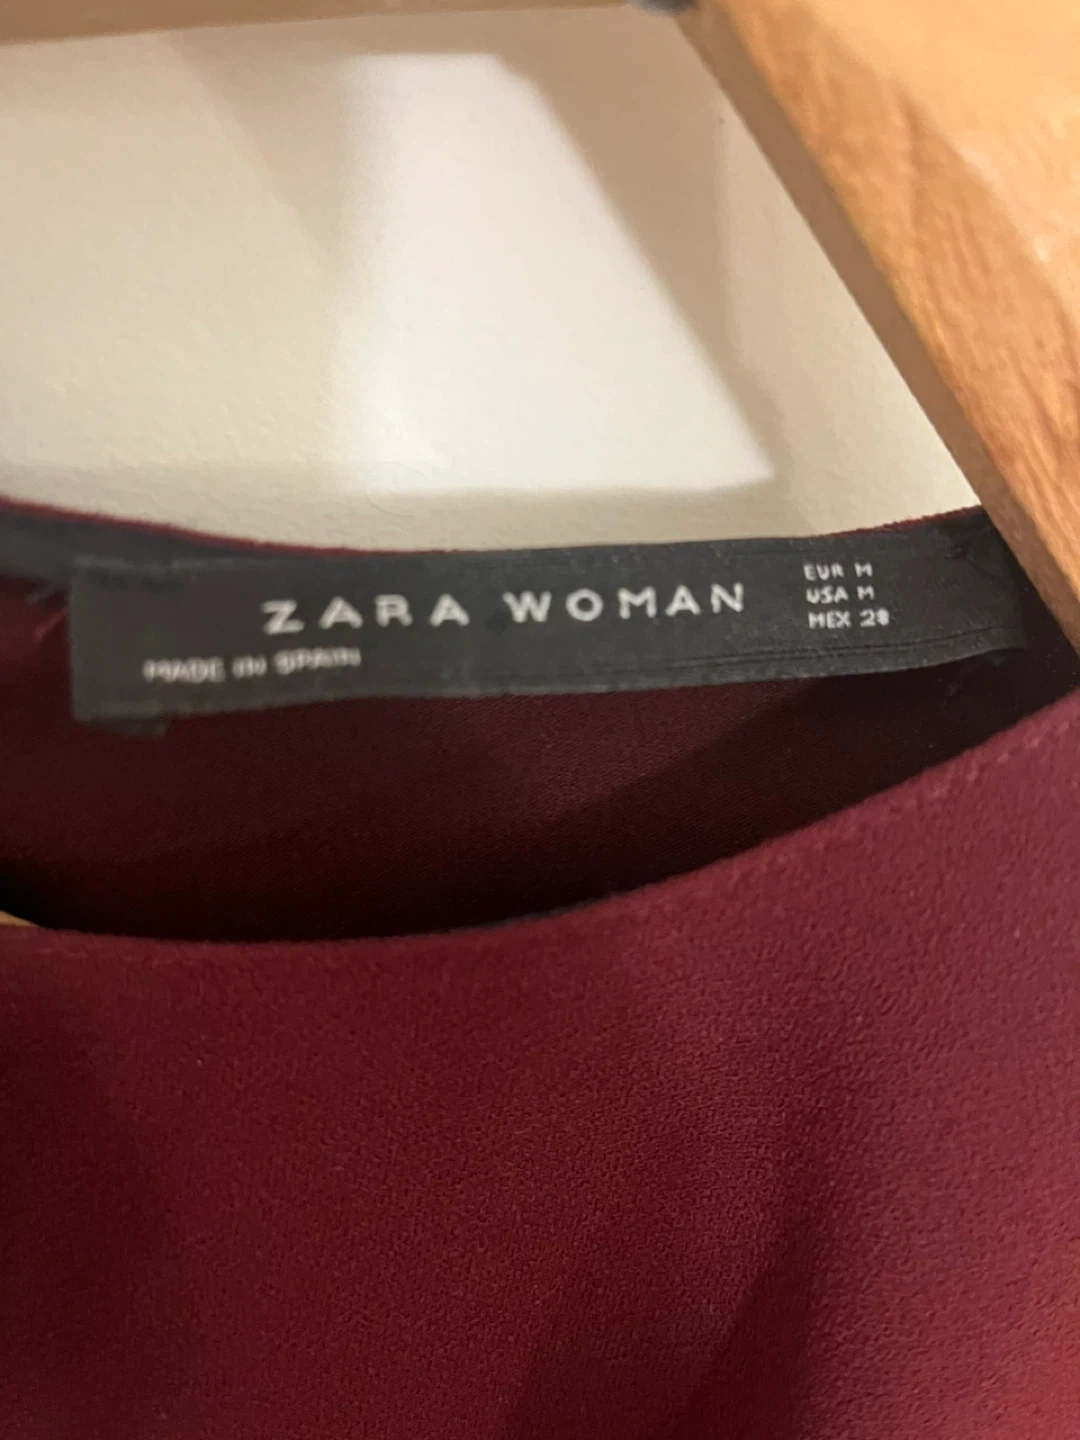 ZARA WOMAN
EUR M
USA M
MEX 28
MADE IN SPAIN